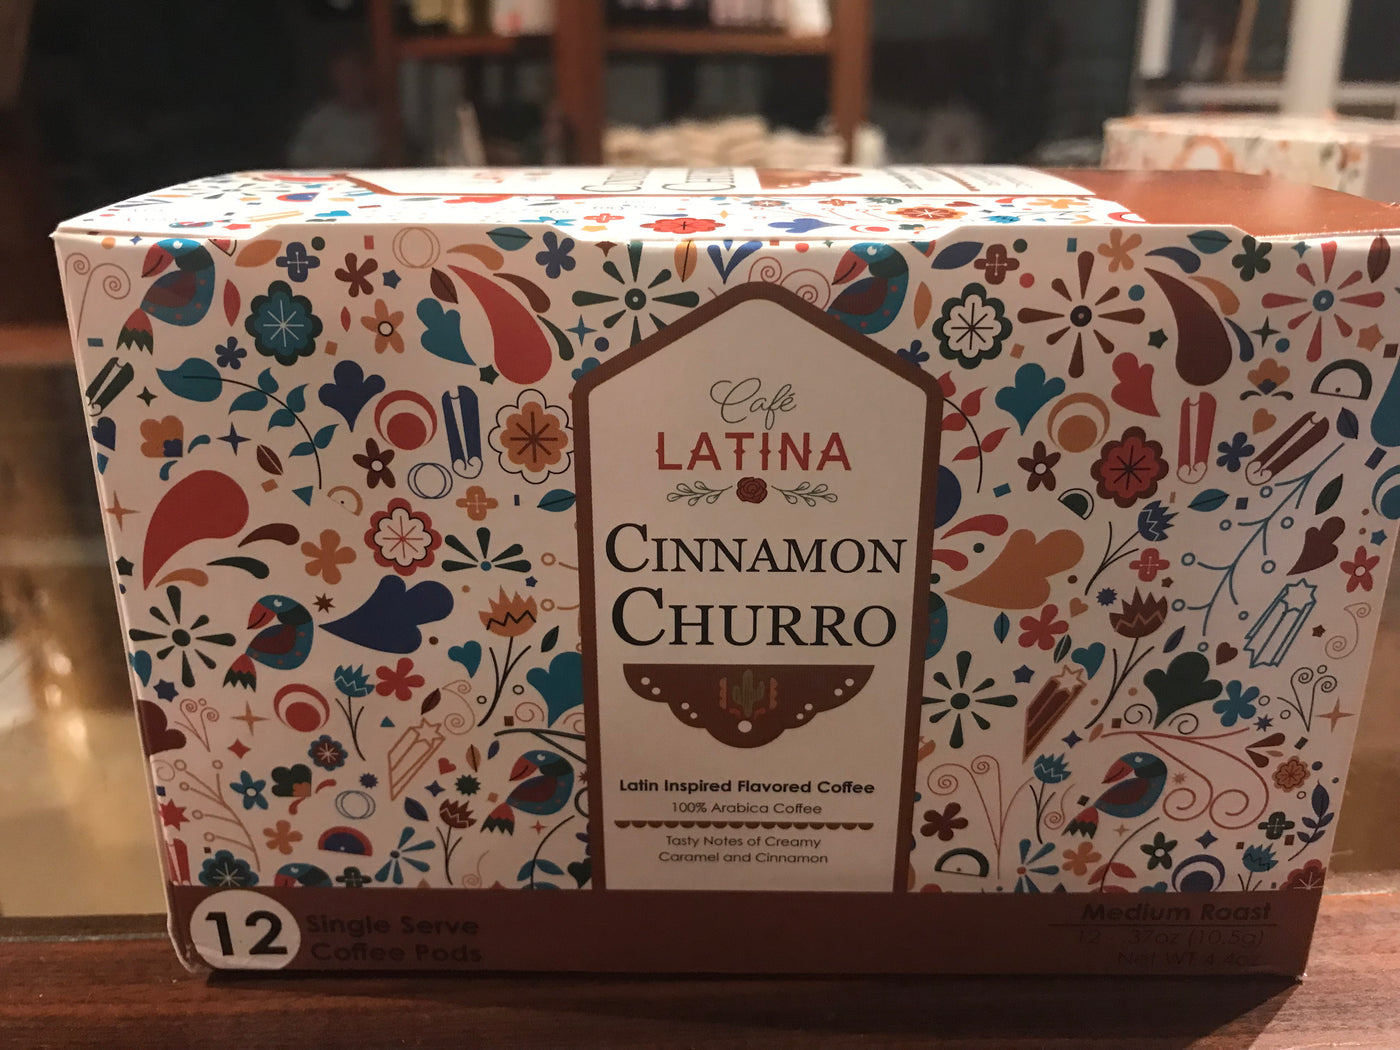 Café
LATINA
CINNAMON
CHURRO
Latin Inspired Flavored Coffee
100% Arabica Coffee
Tasty Notes of Creamy
Caramel and Cinnamon
12
Single Serve
Coffee Pods
Medium Roast
12 - .37oz (10.5g)
Net WT 4.4oz